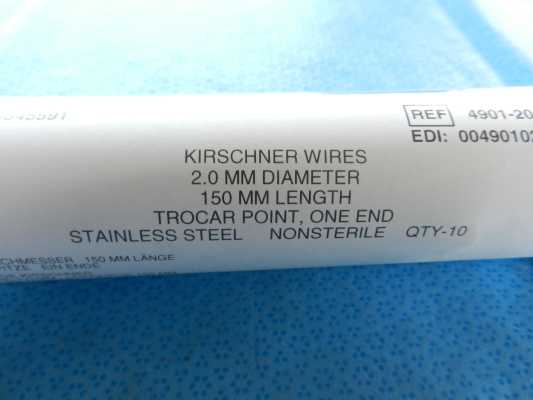 REF 4901-20
EDI: 00490102
KIRSCHNER WIRES
2.0 MM DIAMETER
150 MM LENGTH
TROCAR POINT, ONE END
STAINLESS STEEL NONSTERILE QTY-10
CHMESSER 150 MM LÄNGE
EIN ENDE